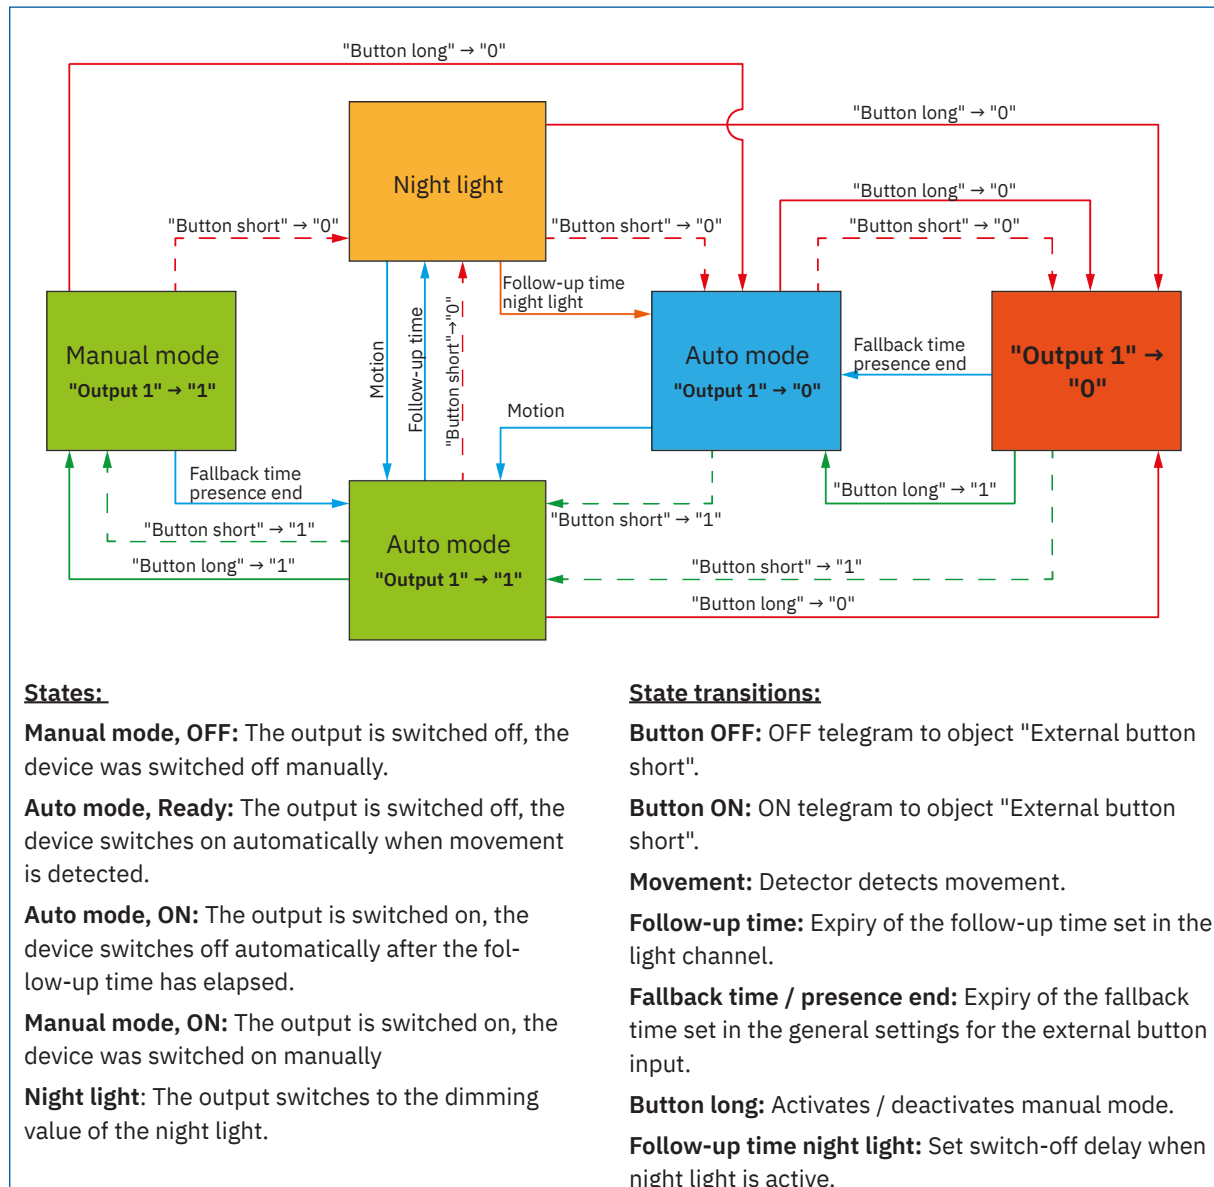 "Button long" → "0"
"Button long" → "0"
Night light
"Button long" → "0"
"Button short" → "0"
"Button short" → "0"
"Button short" → "0"
Follow-up time
night light
Manual mode
"Output 1" → "1"
Motion
Follow-up time
"Button short"→"0"
Auto mode
"Output 1" → "0"
Fallback time
presence end
"Output 1" →
"0"
Motion
Fallback time
presence end
"Button long" → "1"
"Button short" → "1"
"Button short" → "1"
Auto mode
"Output 1" → "1"
"Button long" → "1"
"Button short" → "1"
"Button long" → "0"
States:
Manual mode, OFF: The output is switched off, the
device was switched off manually.
Auto mode, Ready: The output is switched off, the
device switches on automatically when movement
is detected.
Auto mode, ON: The output is switched on, the
device switches off automatically after the fol-
low-up time has elapsed.
Manual mode, ON: The output is switched on, the
device was switched on manually
Night light: The output switches to the dimming
value of the night light.
State transitions:
Button OFF: OFF telegram to object "External button
short".
Button ON: ON telegram to object "External button
short".
Movement: Detector detects movement.
Follow-up time: Expiry of the follow-up time set in the
light channel.
Fallback time / presence end: Expiry of the fallback
time set in the general settings for the external button
input.
Button long: Activates / deactivates manual mode.
Follow-up time night light: Set switch-off delay when
night light is active.